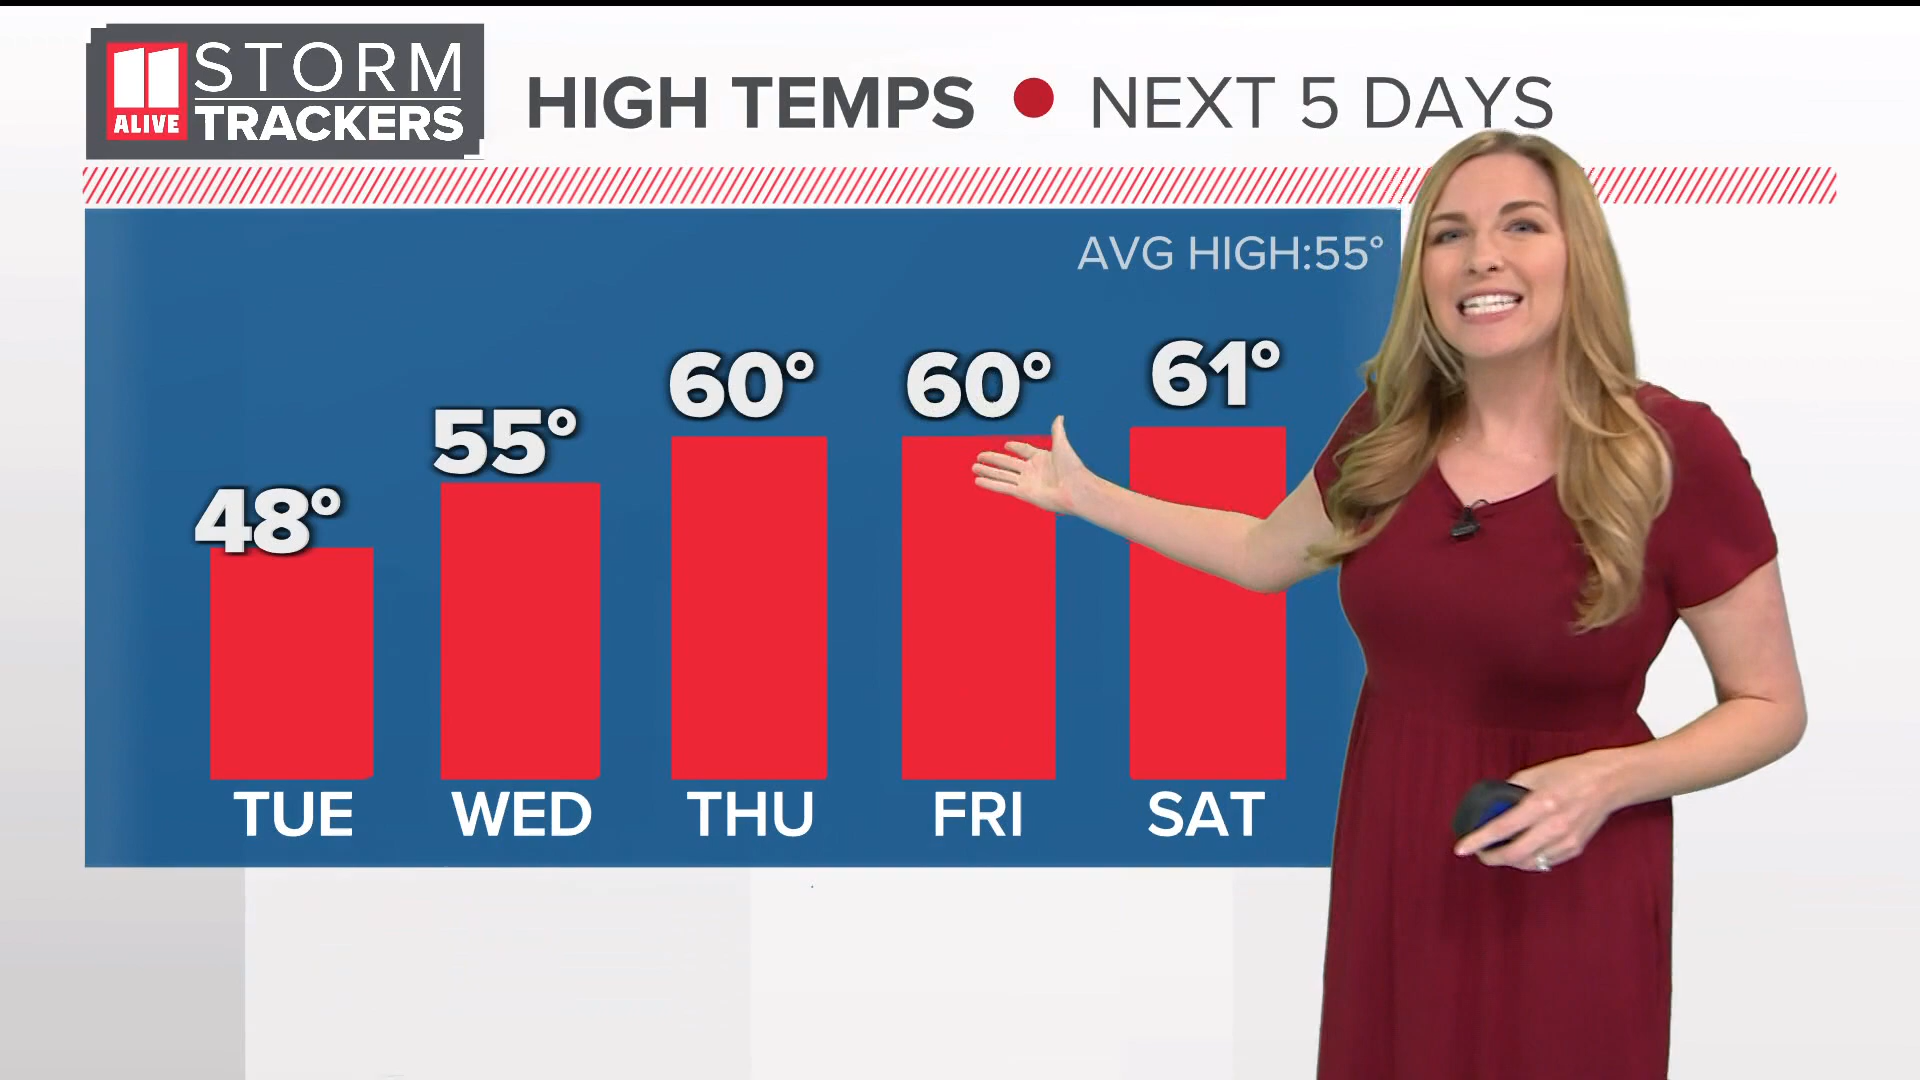 11
ALIVE
STORM
TRACKERS
HIGH TEMPS • NEXT 5 DAYS
AVG HIGH:55°
48° 55° 60° 60° 61°
TUE WED THU FRI SAT